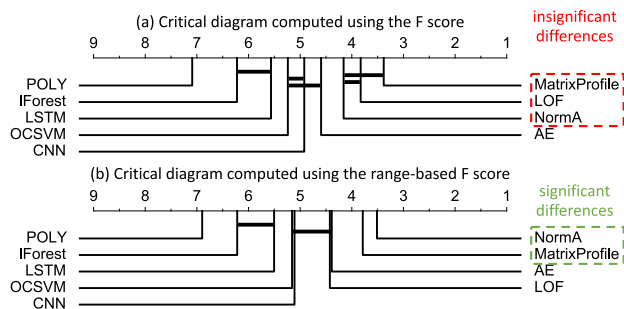 (a) Critical diagram computed using the F score
insignificant
differences
9 8 7 6 5 4 3 2 1
POLY MatrixProfile
IForest LOF
LSTM NormA
OCSVM AE
CNN
(b) Critical diagram computed using the range-based F score
significant
differences
9 8 7 6 5 4 3 2 1
POLY NormA
IForest MatrixProfile
LSTM AE
OCSVM LOF
CNN